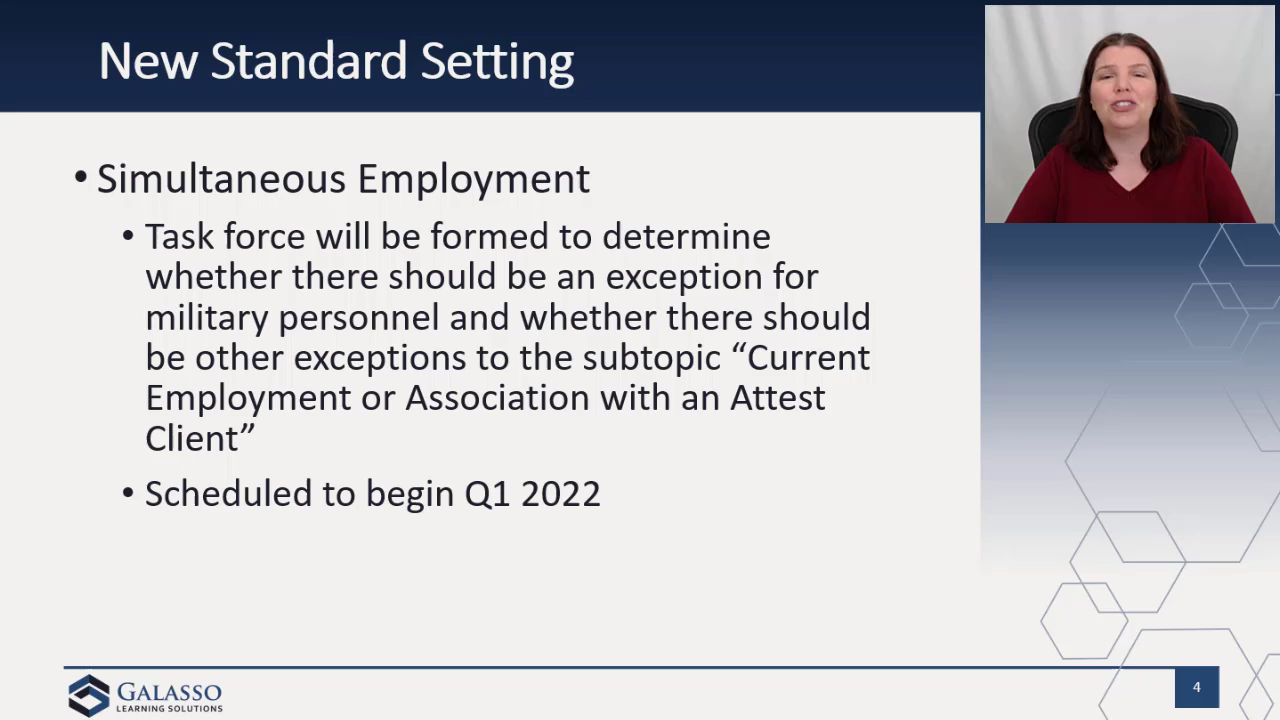 New Standard Setting
• Simultaneous Employment
• Task force will be formed to determine
whether there should be an exception for
military personnel and whether there should
be other exceptions to the subtopic “Current
Employment or Association with an Attest
Client”
• Scheduled to begin Q1 2022
GALASSO
LEARNING SOLUTIONS
4